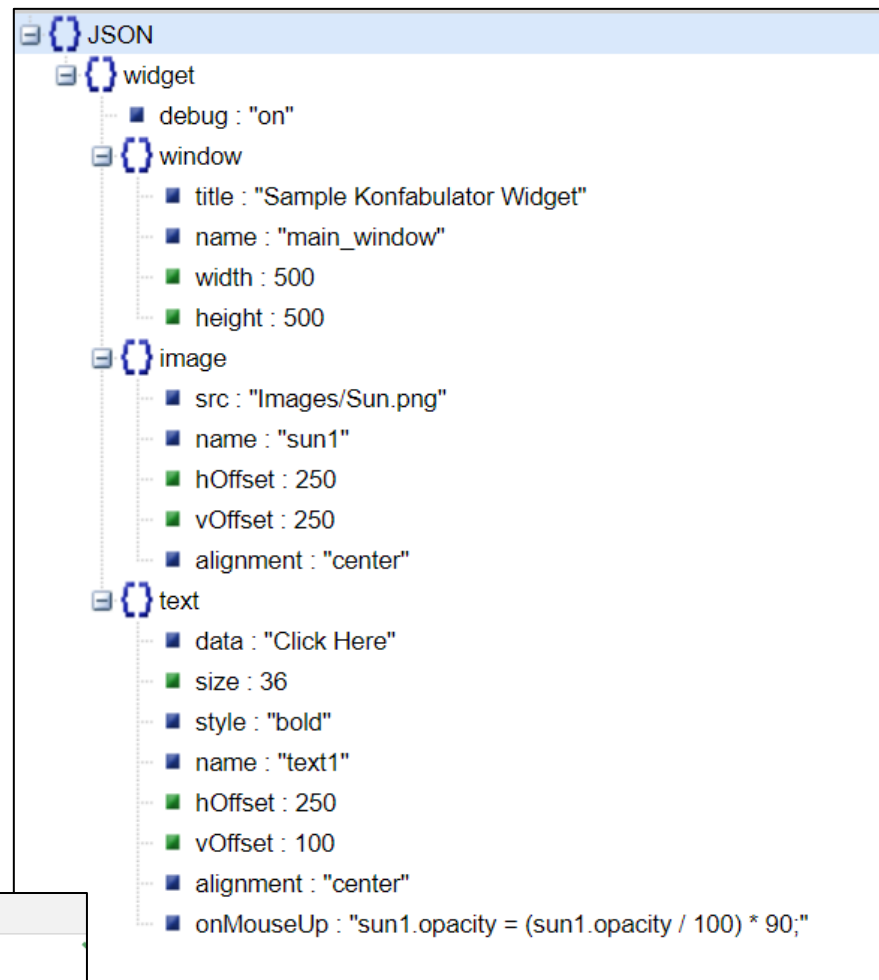 JSON
widget
debug : "on"
window
title : "Sample Konfabulator Widget"
name : "main_window"
width : 500
height : 500
image
src : "Images/Sun.png"
name : "sun1"
hOffset : 250
vOffset : 250
alignment : "center"
text
data : "Click Here"
size : 36
style : "bold"
name : "text1"
hOffset : 250
vOffset : 100
alignment : "center"
onMouseUp : "sun1.opacity = (sun1.opacity / 100) * 90;"